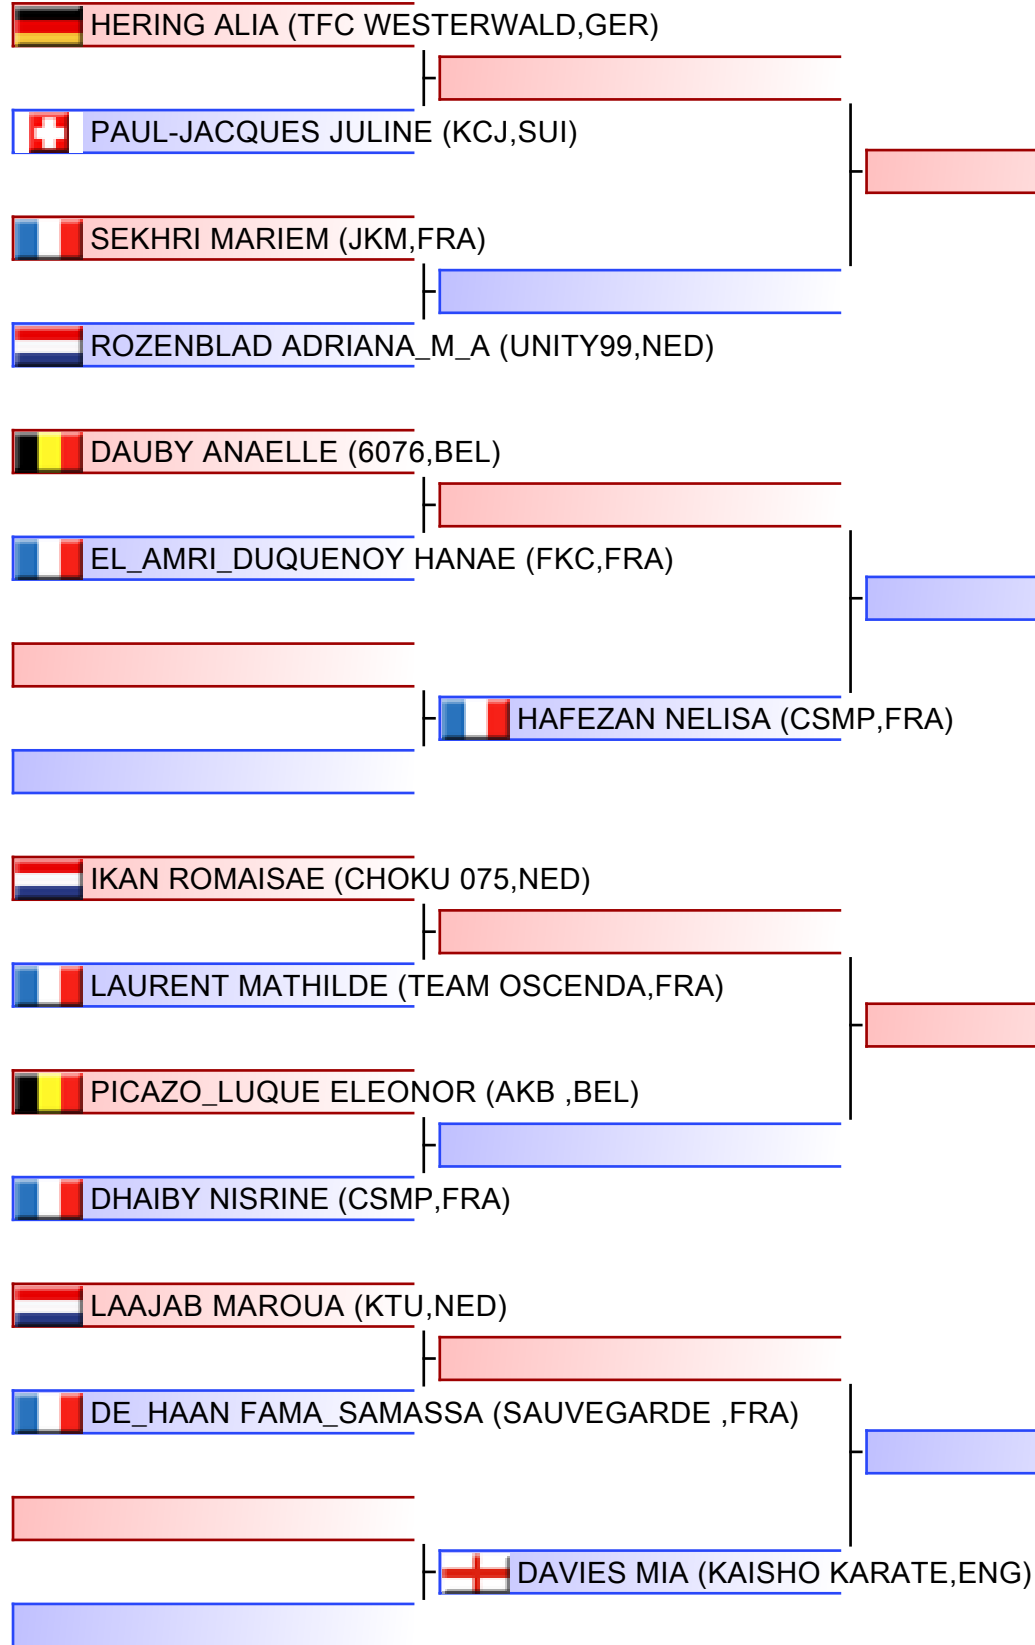 HERING ALIA (TFC WESTERWALD,GER)
PAUL-JACQUES JULINE (KCJ,SUI)
SEKHRI MARIEM (JKM,FRA)
ROZENBLAD ADRIANA_M_A (UNITY99,NED)
DAUBY ANAELLE (6076,BEL)
EL_AMRI_DUQUENOY HANAE (FKC,FRA)
HAFEZAN NELISA (CSMP,FRA)
IKAN ROMAISAE (CHOKU 075,NED)
LAURENT MATHILDE (TEAM OSCENDA,FRA)
PICAZO_LUQUE ELEONOR (AKB ,BEL)
DHAIBY NISRINE (CSMP,FRA)
LAAJAB MAROUA (KTU,NED)
DE_HAAN FAMA_SAMASSA (SAUVEGARDE ,FRA)
DAVIES MIA (KAISHO KARATE,ENG)